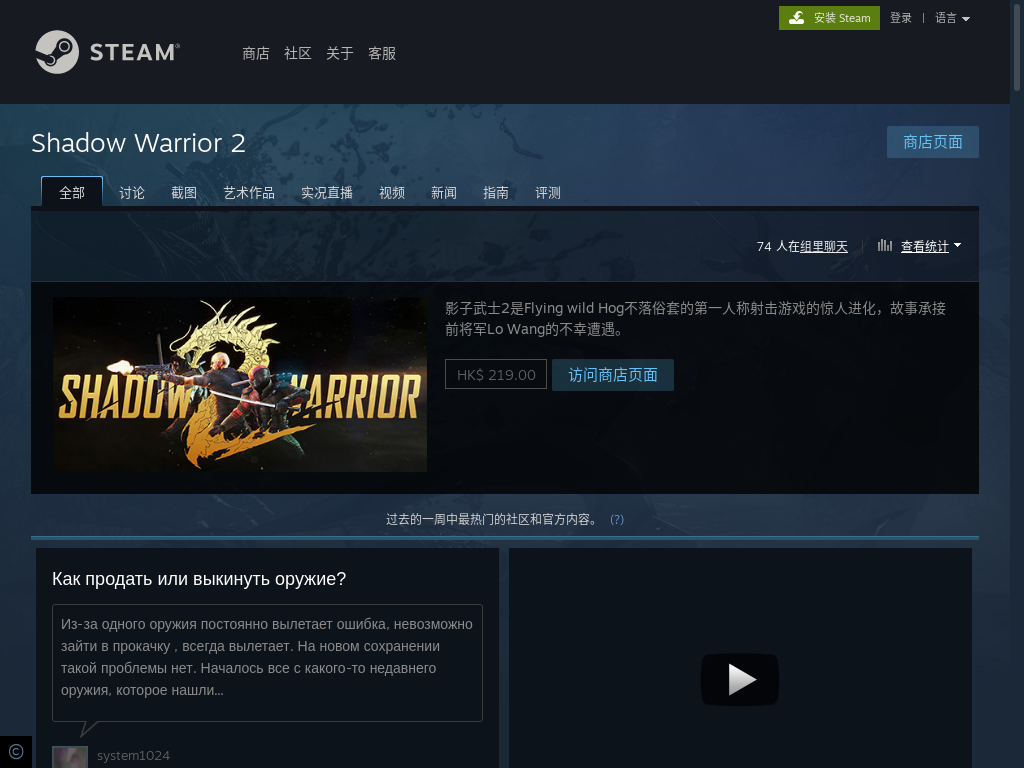 安装 Steam
登录 | 语言
STEAM®
商店 社区 关于 客服
Shadow Warrior 2
商店页面
全部 讨论 截图 艺术作品 实况直播 视频 新闻 指南 评测
74 人在组里聊天 | 查看统计
SHADOW WARRIOR 2
影子武士2是Flying wild Hog不落俗套的第一人称射击游戏的惊人进化，故事承接
前将军Lo Wang的不幸遭遇。
HK$ 219.00
访问商店页面
过去的一周中最热门的社区和官方内容。 (?)
Как продать или выкинуть оружие?
Из-за одного оружия постоянно вылетает ошибка, невозможно
зайти в прокачку , всегда вылетает. На новом сохранении
такой проблемы нет. Началось все с какого-то недавнего
оружия, которое нашли...
system1024
©